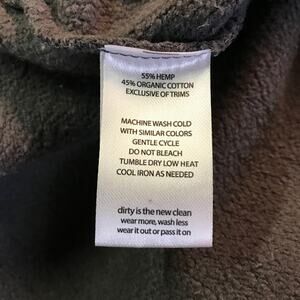 55% HEMP
45% ORGANIC COTTON
EXCLUSIVE OF TRIMS
MACHINE WASH COLD
WITH SIMILAR COLORS
GENTLE CYCLE
DO NOT BLEACH
TUMBLE DRY LOW HEAT
COOL IRON AS NEEDED
dirty is the new clean
wear more, wash less
wear it out or pass it on